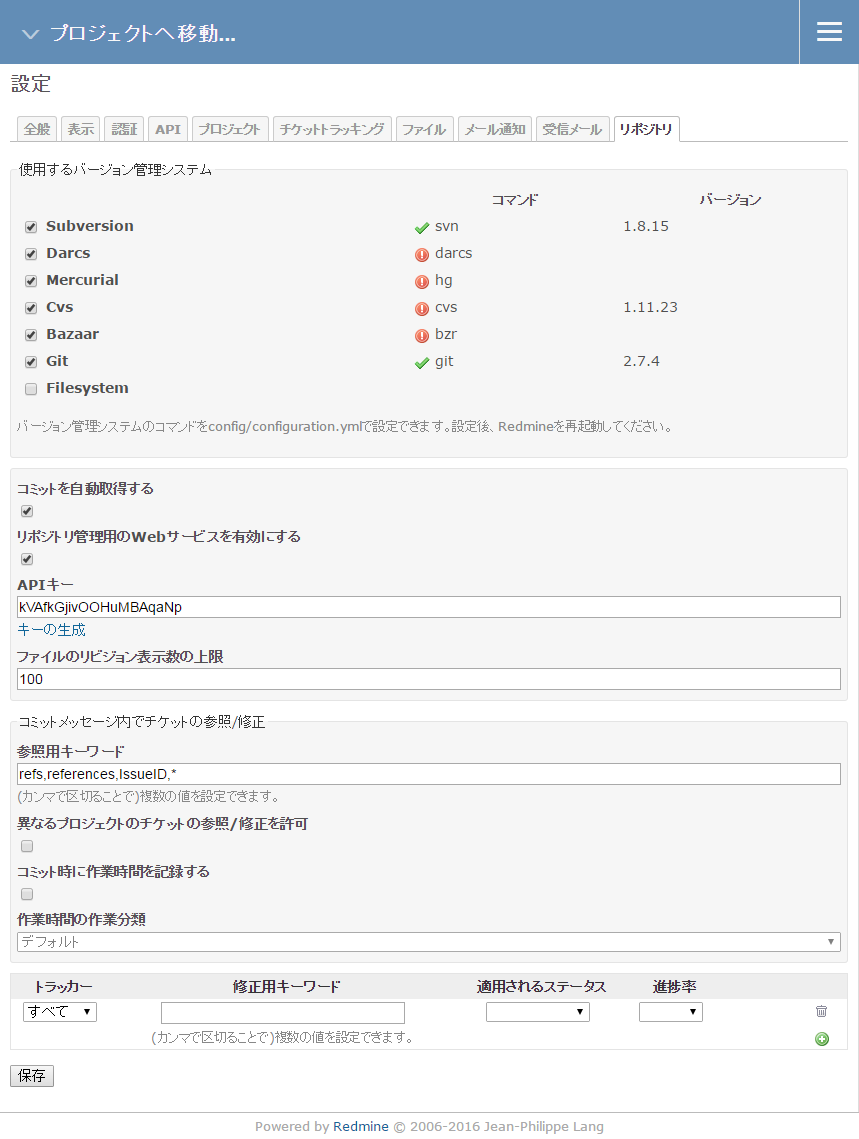 プロジェクトへ移動...
設定
全般 表示 認証 API プロジェクト チケットトラッキング ファイル メール通知 受信メール リポジトリ
使用するバージョン管理システム
コマンド バージョン
Subversion svn 1.8.15
Darcs darcs
Mercurial hg
Cvs cvs 1.11.23
Bazaar bzr
Git git 2.7.4
Filesystem
バージョン管理システムのコマンドをconfig/configuration.ymlで設定できます。設定後、Redmineを再起動してください。
コミットを自動取得する
リポジトリ管理用のWebサービスを有効にする
APIキー
kVAfkGjivOOHuMBAqaNp
キーの生成
ファイルのリビジョン表示数の上限
100
コミットメッセージ内でチケットの参照/修正
参照用キーワード
refs,references,IssueID,*
(カンマで区切ることで)複数の値を設定できます。
異なるプロジェクトのチケットの参照/修正を許可
コミット時に作業時間を記録する
作業時間の作業分類
デフォルト
トラッカー 修正用キーワード 適用されるステータス 進捗率
すべて
(カンマで区切ることで)複数の値を設定できます。
保存
Powered by Redmine © 2006-2016 Jean-Philippe Lang